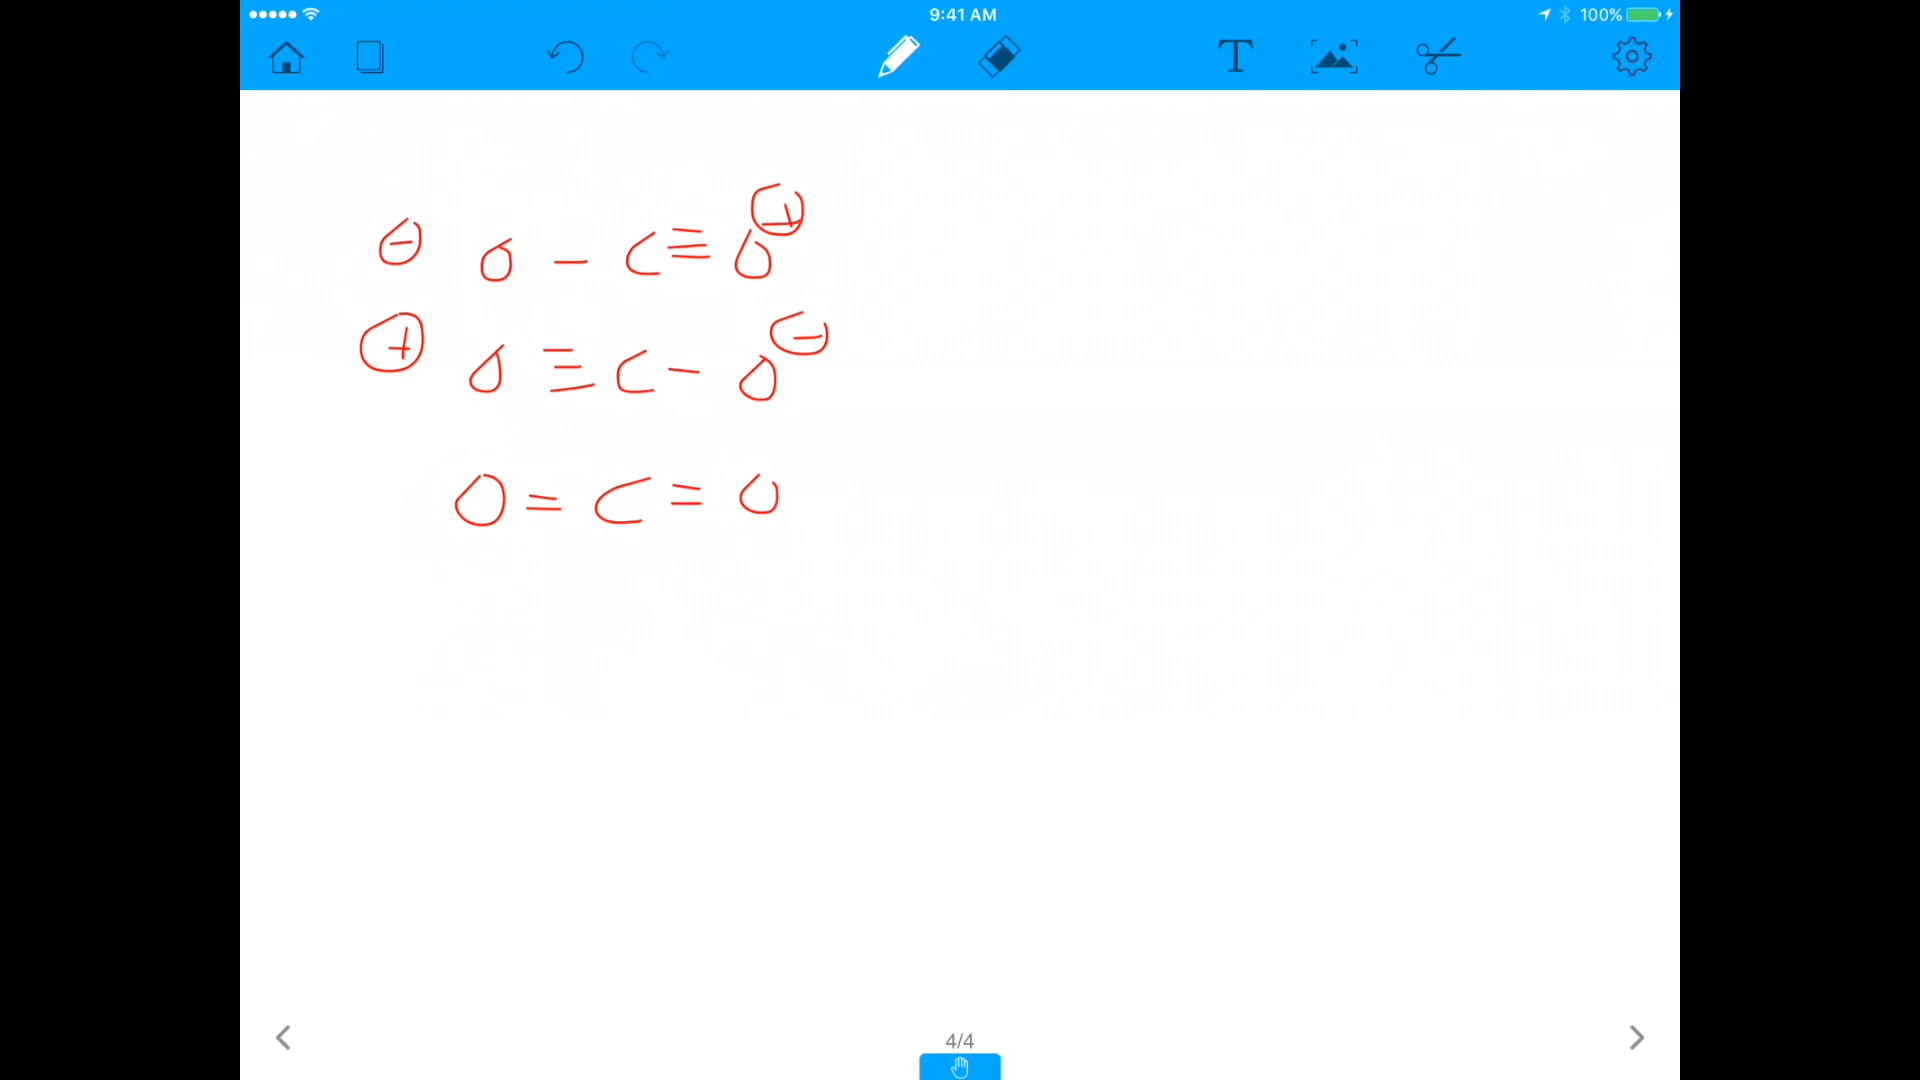 9:41 AM 100%
T
⊖ O - C ≡ O ⊕
⊕ O ≡ C - O ⊖
O = C = O
4/4